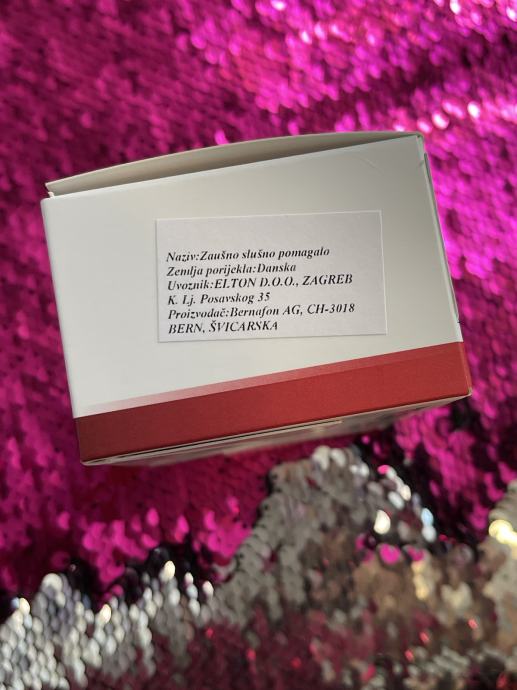 Naziv:Zaušno slušno pomagalo
Zemlja porijekla:Danska
Uvoznik:ELTON D.O.O., ZAGREB
K. Lj. Posavskog 35
Proizvođač:Bernafon AG, CH-3018
BERN, ŠVICARSKA